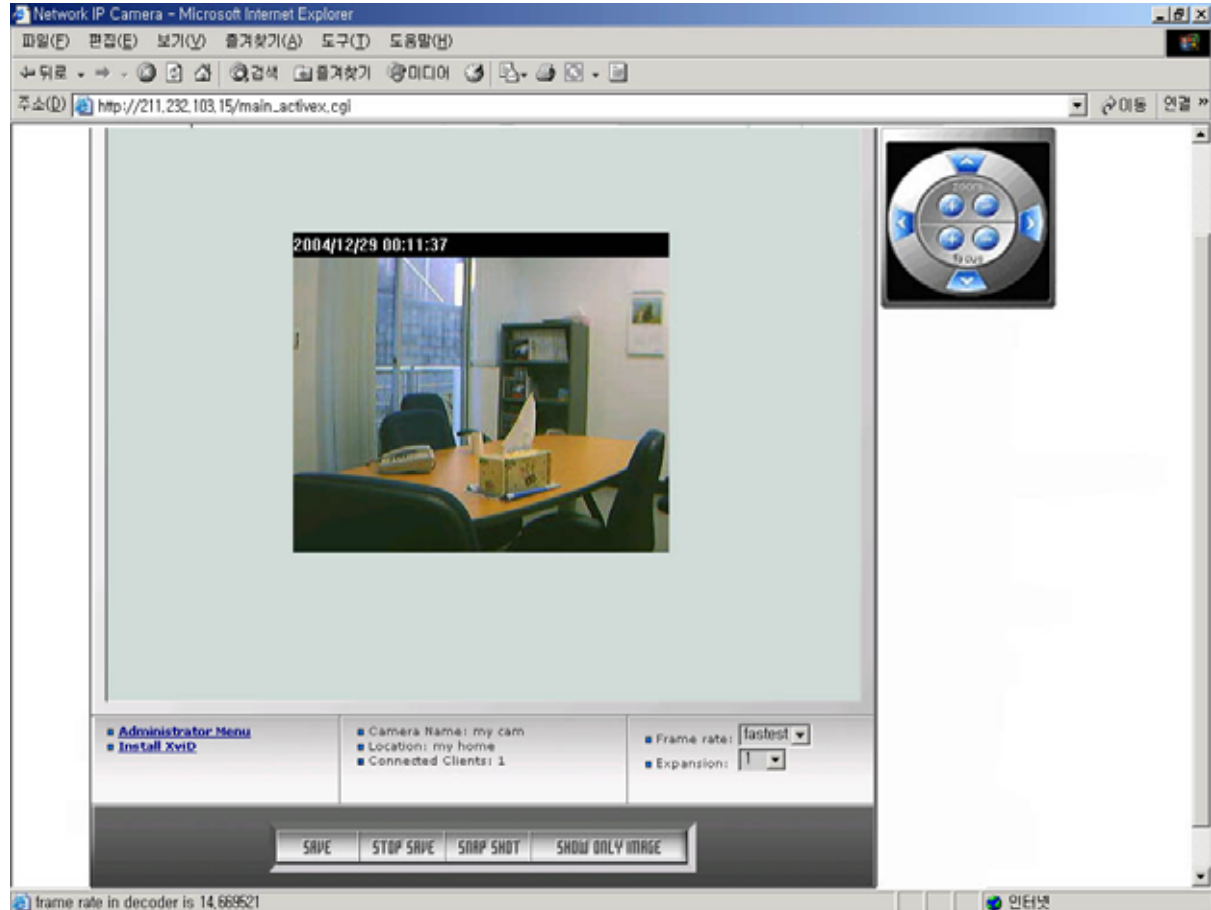 Network IP Camera - Microsoft Internet Explorer
파일(F) 편집(E) 보기(V) 즐겨찾기(A) 도구(T) 도움말(H)
뒤로 검색 즐겨찾기 미디어
주소(D) http://211.232.103.15/main_activex.cgi 이동 연결 »
zoom
focus
2004/12/29 00:11:37
Administrator Menu
Install XviD
Camera Name: my cam
Location: my home
Connected Clients: 1
Frame rate: fastest
Expansion: 1
SAVE STOP SAVE SNAP SHOT SHOW ONLY IMAGE
frame rate in decoder is 14.669521 인터넷